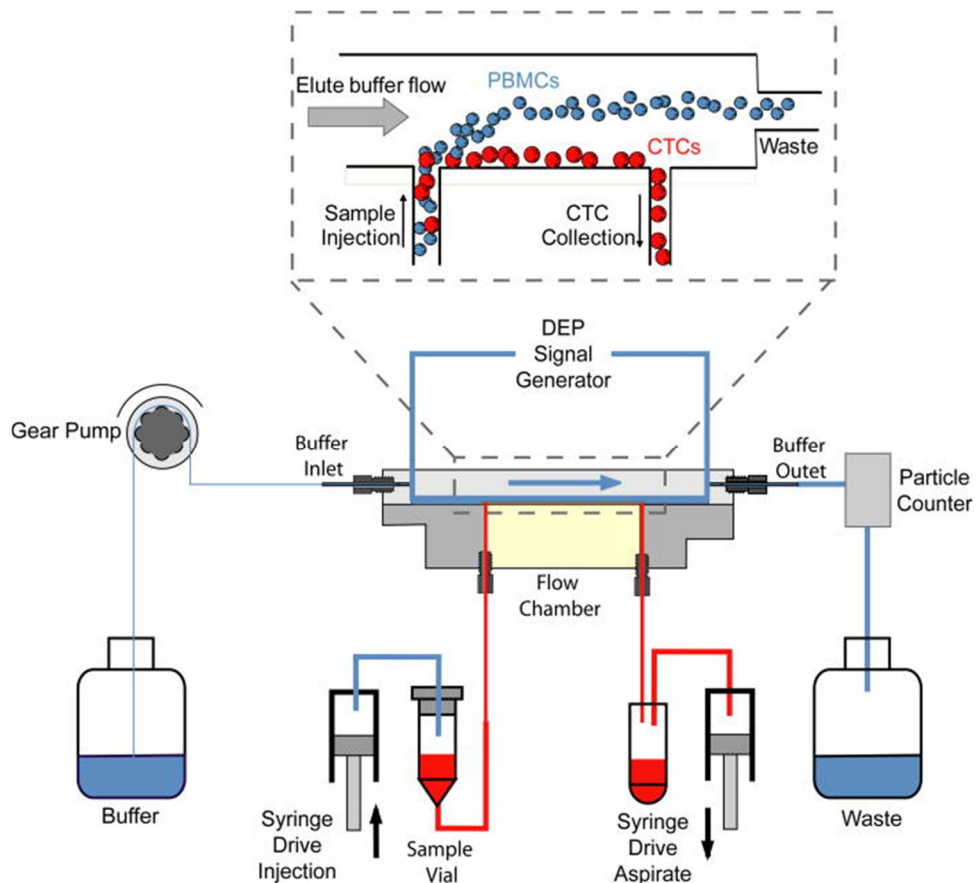 PBMCs
Elute buffer flow
CTCs
Waste
Sample
Injection
CTC
Collection
DEP
Signal
Generator
Gear Pump
Buffer
Inlet
Buffer
Outet
Particle
Counter
Flow
Chamber
Buffer
Syringe
Drive
Injection
Sample
Vial
Syringe
Drive
Aspirate
Waste